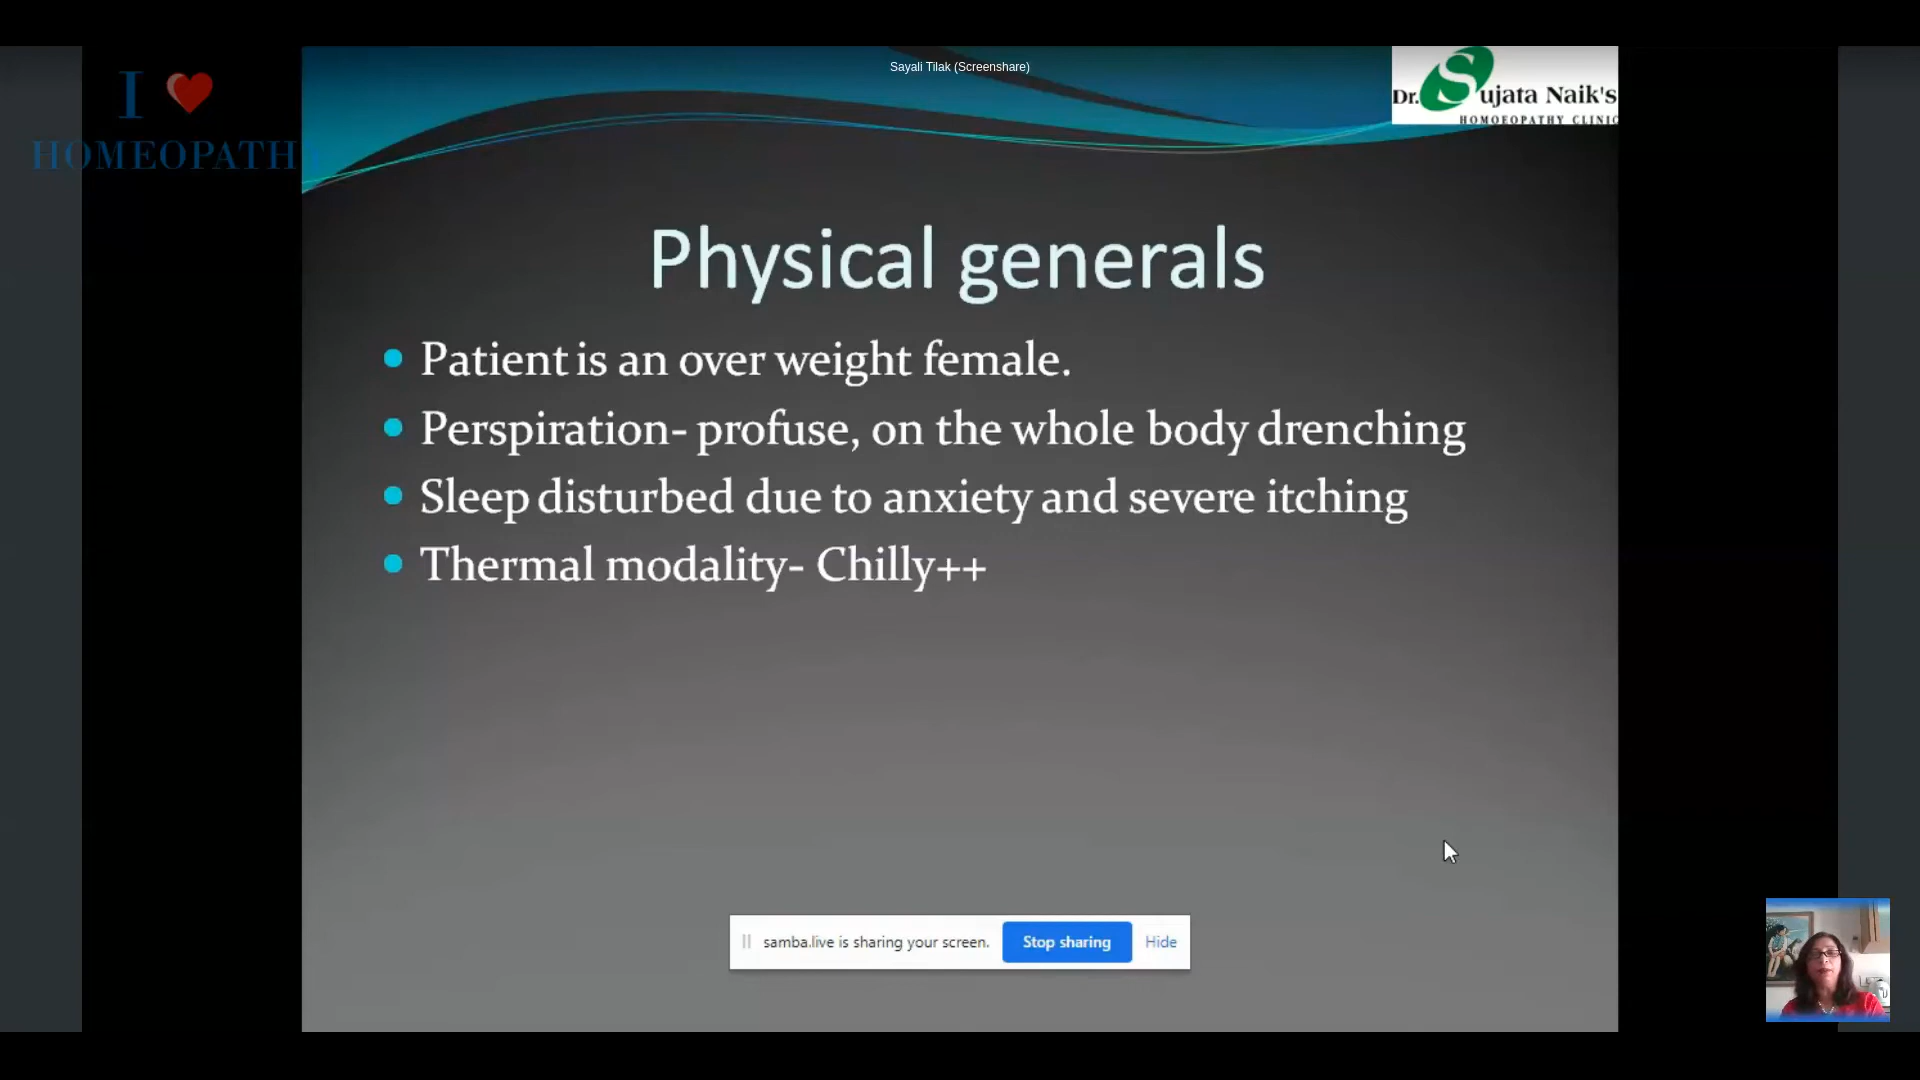 Sayali Tilak (Screenshare)
I
HOMEOPATHY
Dr. Sujata Naik's
HOMOEOPATHY CLINIC
Physical generals
Patient is an over weight female.
Perspiration- profuse, on the whole body drenching
Sleep disturbed due to anxiety and severe itching
Thermal modality- Chilly++
samba.live is sharing your screen. Stop sharing Hide